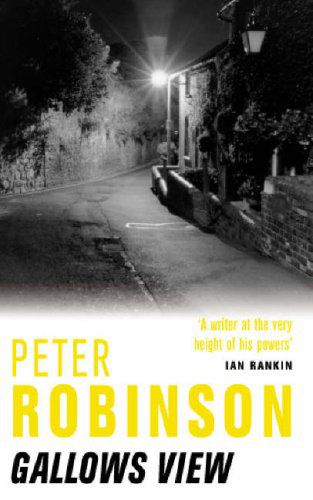 'A writer at the very
height of his powers'
IAN RANKIN
PETER
ROBINSON
GALLOWS VIEW